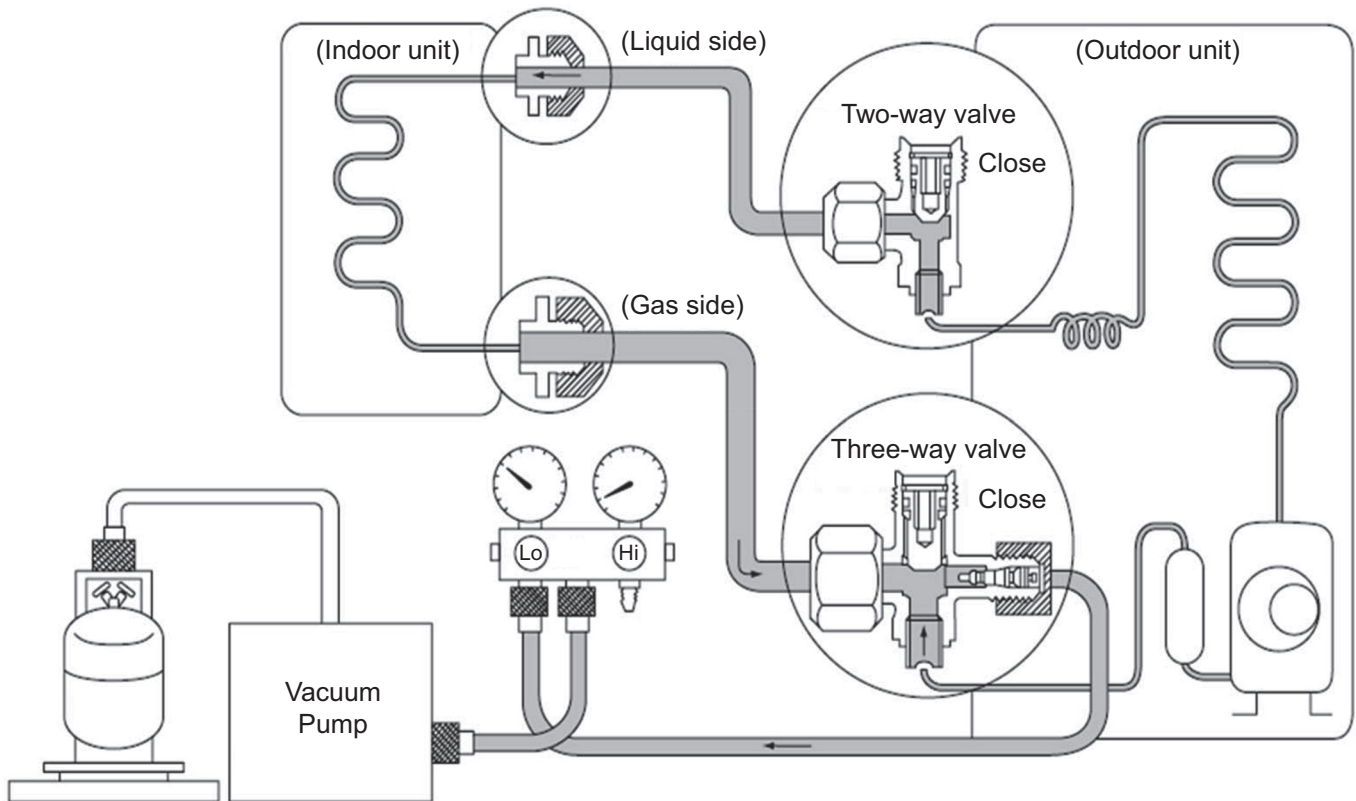 (Indoor unit)
(Liquid side)
(Outdoor unit)
Two-way valve
Close
(Gas side)
Three-way valve
Close
Lo
Hi
Vacuum
Pump